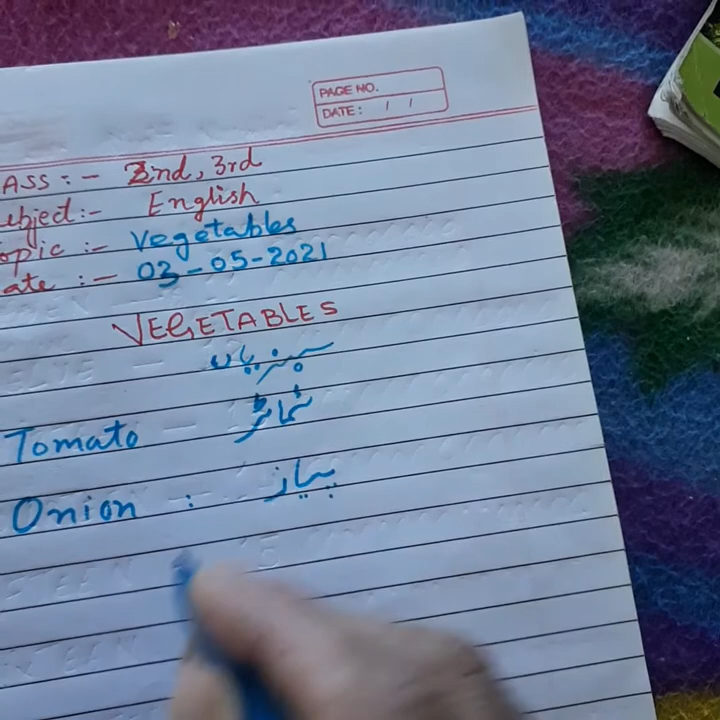 PAGE NO.
DATE: / /
ASS :- 2nd, 3rd
ubject:- English
opic :- Vegetables
ate :- 03-05-2021
VEGETABLES
سبزیاں
Tomato - ٹماٹر
Onion : پیاز